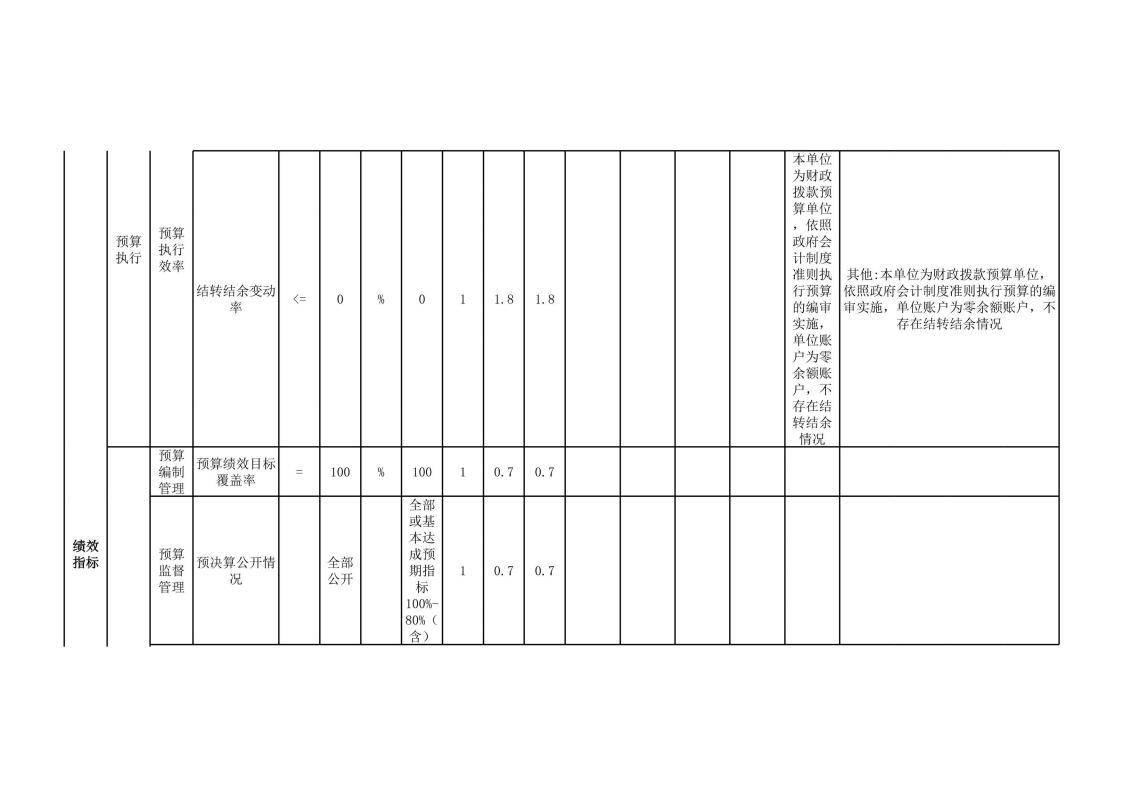 绩效
指标
预算
执行
预算
执行
效率
结转结余变动
率
<=
0
%
0
1
1.8
1.8
本单位
为财政
拨款预
算单位
，依照
政府会
计制度
准则执
行预算
的编审
实施，
单位账
户为零
余额账
户，不
存在结
转结余
情况
其他:本单位为财政拨款预算单位，
依照政府会计制度准则执行预算的编
审实施，单位账户为零余额账户，不
存在结转结余情况
预算
编制
管理
预算绩效目标
覆盖率
=
100
%
100
1
0.7
0.7
预算
监督
管理
预决算公开情
况
全部
公开
全部
或基
本达
成预
期指
标
100%-
80%（
含）
1
0.7
0.7